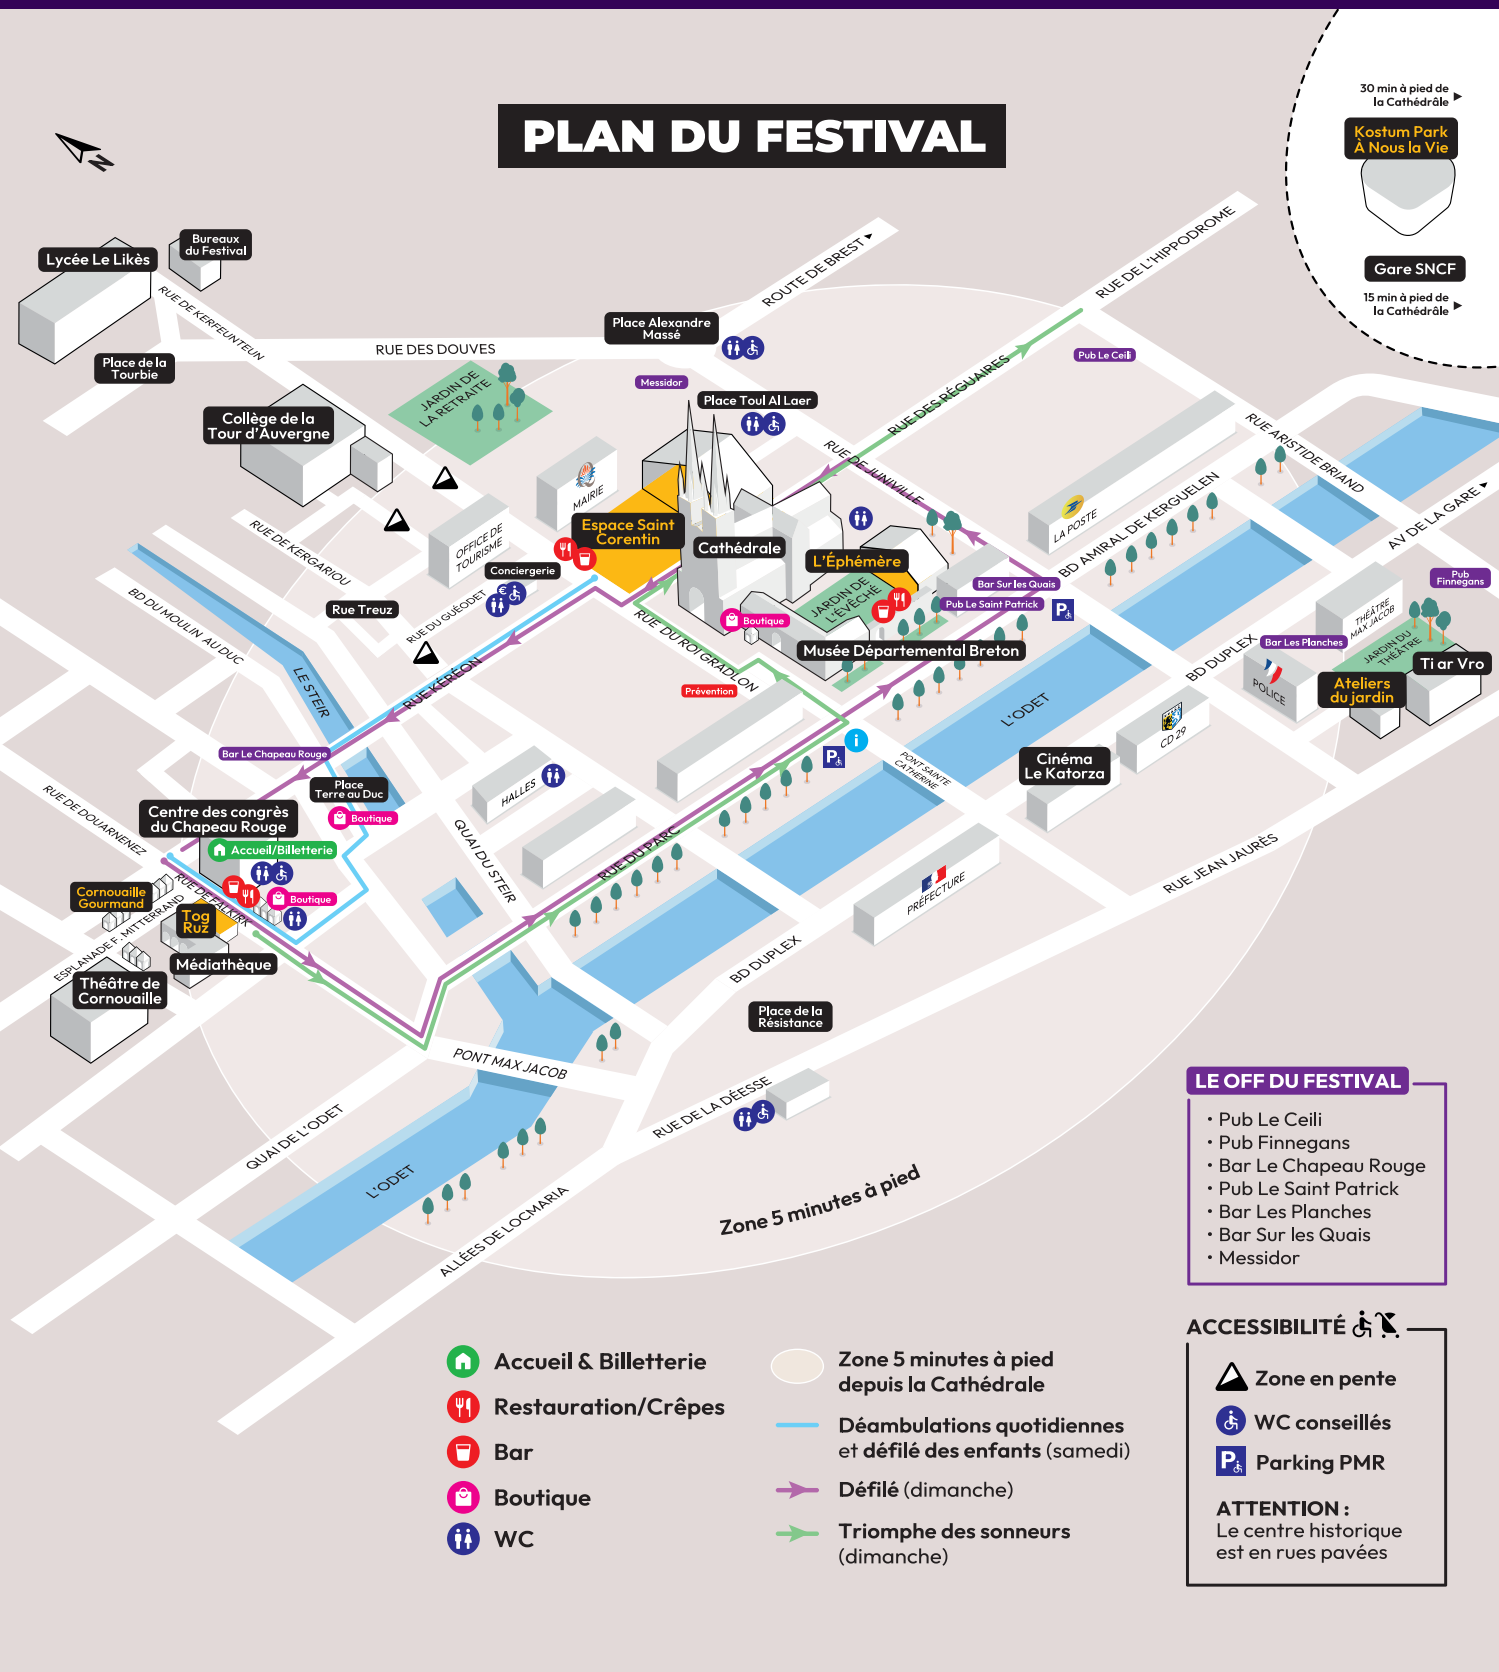 PLAN DU FESTIVAL
30 min à pied de
la Cathédrâle
Kostum Park
À Nous la Vie
Gare SNCF
15 min à pied de
la Cathédrâle
N
Lycée Le Likès
Bureaux
du Festival
RUE DE KERFEUNTEUN
Place de la
Tourbie
RUE DES DOUVES
Place Alexandre
Massé
ROUTE DE BREST
RUE DE L'HIPPODROME
Pub Le Ceili
Messidor
JARDIN DE
LA RETRAITE
Place Toul Al Laer
RUE DES RÉGUAIRES
Collège de la
Tour d'Auvergne
RUE DE JUNIVILLE
RUE ARISTIDE BRIAND
MAIRIE
LA POSTE
BD AMIRAL DE KERGUELEN
AV DE LA GARE
RUE DE KERGARIOU
OFFICE DE
TOURISME
Espace Saint
Corentin
Cathédrale
L'Éphémère
Conciergerie
€
Bar Sur les Quais
Pub Le Saint Patrick
P
Pub
Finnegans
BD DU MOULIN AU DUC
Rue Treuz
RUE DU GUÉODET
RUE DU ROI GRADLON
Boutique
JARDIN DE
L'ÉVÊCHÉ
Musée Départemental Breton
THÉÂTRE
MAX JACOB
Bar Les Planches
JARDIN DU
THÉÂTRE
Ti ar Vro
BD DUPLEX
POLICE
Ateliers
du jardin
LE STEIR
RUE KÉRÉON
Prévention
L'ODET
CD 29
Bar Le Chapeau Rouge
i
P
PONT SAINTE
CATHERINE
Cinéma
Le Katorza
Place
Terre au Duc
Boutique
HALLES
RUE DE DOUARNENEZ
Centre des congrès
du Chapeau Rouge
Accueil/Billetterie
QUAI DU STEIR
RUE DU PARC
PRÉFECTURE
RUE JEAN JAURÈS
Cornouaille
Gourmand
RUE DE FALKIRK
Boutique
Tog
Ruz
ESPLANADE F. MITTERRAND
Médiathèque
Théâtre de
Cornouaille
BD DUPLEX
Place de la
Résistance
PONT MAX JACOB
RUE DE LA DÉESSE
QUAI DE L'ODET
L'ODET
ALLÉES DE LOCMARIA
Zone 5 minutes à pied
LE OFF DU FESTIVAL
• Pub Le Ceili
• Pub Finnegans
• Bar Le Chapeau Rouge
• Pub Le Saint Patrick
• Bar Les Planches
• Bar Sur les Quais
• Messidor
Accueil & Billetterie
Restauration/Crêpes
Bar
Boutique
WC
Zone 5 minutes à pied
depuis la Cathédrale
Déambulations quotidiennes
et défilé des enfants (samedi)
Défilé (dimanche)
Triomphe des sonneurs
(dimanche)
ACCESSIBILITÉ
Zone en pente
WC conseillés
P
Parking PMR
ATTENTION :
Le centre historique
est en rues pavées